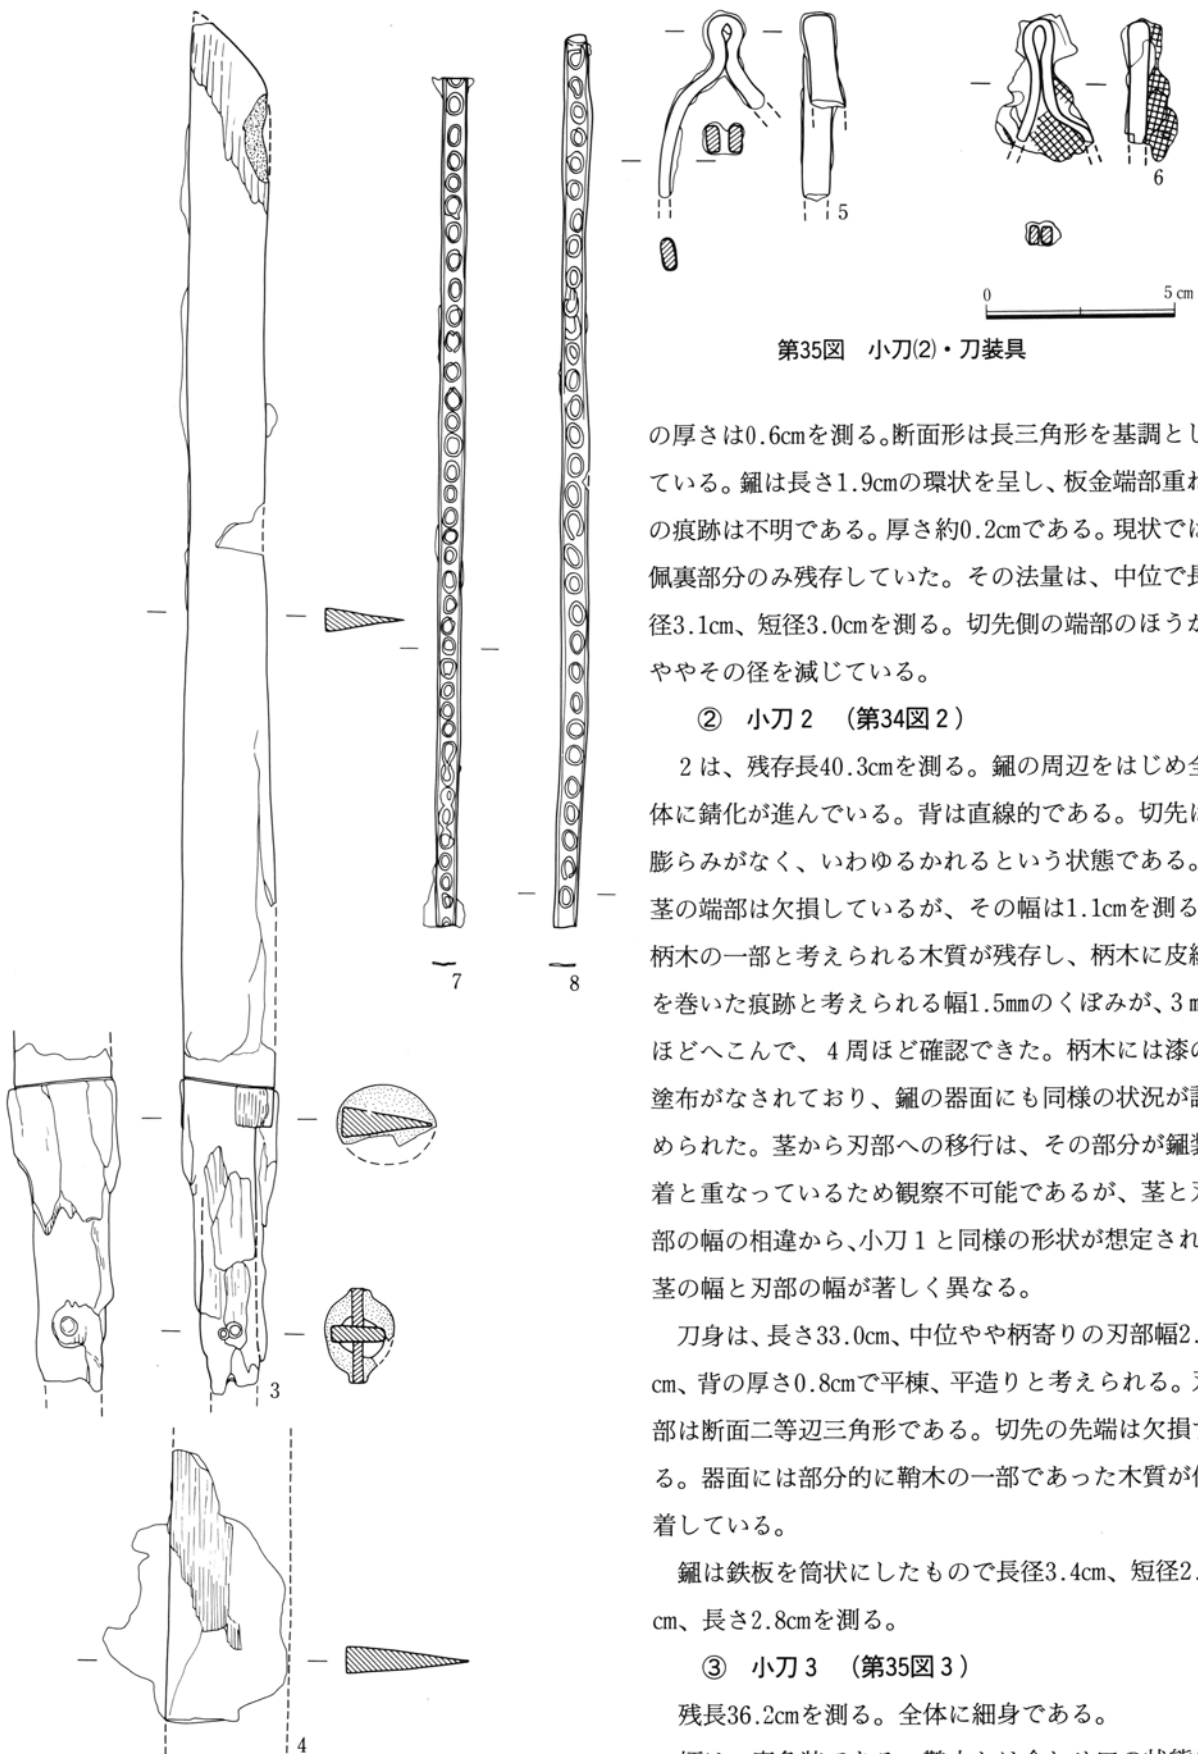 5
6
0 5 cm
第35図 小刀⑵・刀装具
7
8
3
4
の厚さは0.6cmを測る。断面形は長三角形を基調とし
ている。鎺は長さ1.9cmの環状を呈し、板金端部重ね
の痕跡は不明である。厚さ約0.2cmである。現状では
佩裏部分のみ残存していた。その法量は、中位で長
径3.1cm、短径3.0cmを測る。切先側の端部のほうが
ややその径を減じている。
② 小刀2 （第34図2）
2は、残存長40.3cmを測る。鎺の周辺をはじめ全
体に錆化が進んでいる。背は直線的である。切先は
膨らみがなく、いわゆるかれるという状態である。
茎の端部は欠損しているが、その幅は1.1cmを測る
柄木の一部と考えられる木質が残存し、柄木に皮紐
を巻いた痕跡と考えられる幅1.5㎜のくぼみが、3m
ほどへこんで、4周ほど確認できた。柄木には漆の
塗布がなされており、鎺の器面にも同様の状況が認
められた。茎から刃部への移行は、その部分が鎺装
着と重なっているため観察不可能であるが、茎と刃
部の幅の相違から、小刀1と同様の形状が想定され
茎の幅と刃部の幅が著しく異なる。
刀身は、長さ33.0cm、中位やや柄寄りの刃部幅2.
cm、背の厚さ0.8cmで平棟、平造りと考えられる。刃
部は断面二等辺三角形である。切先の先端は欠損す
る。器面には部分的に鞘木の一部であった木質が付
着している。
鎺は鉄板を筒状にしたもので長径3.4cm、短径2.
cm、長さ2.8cmを測る。
③ 小刀3 （第35図3）
残長36.2cmを測る。全体に細身である。